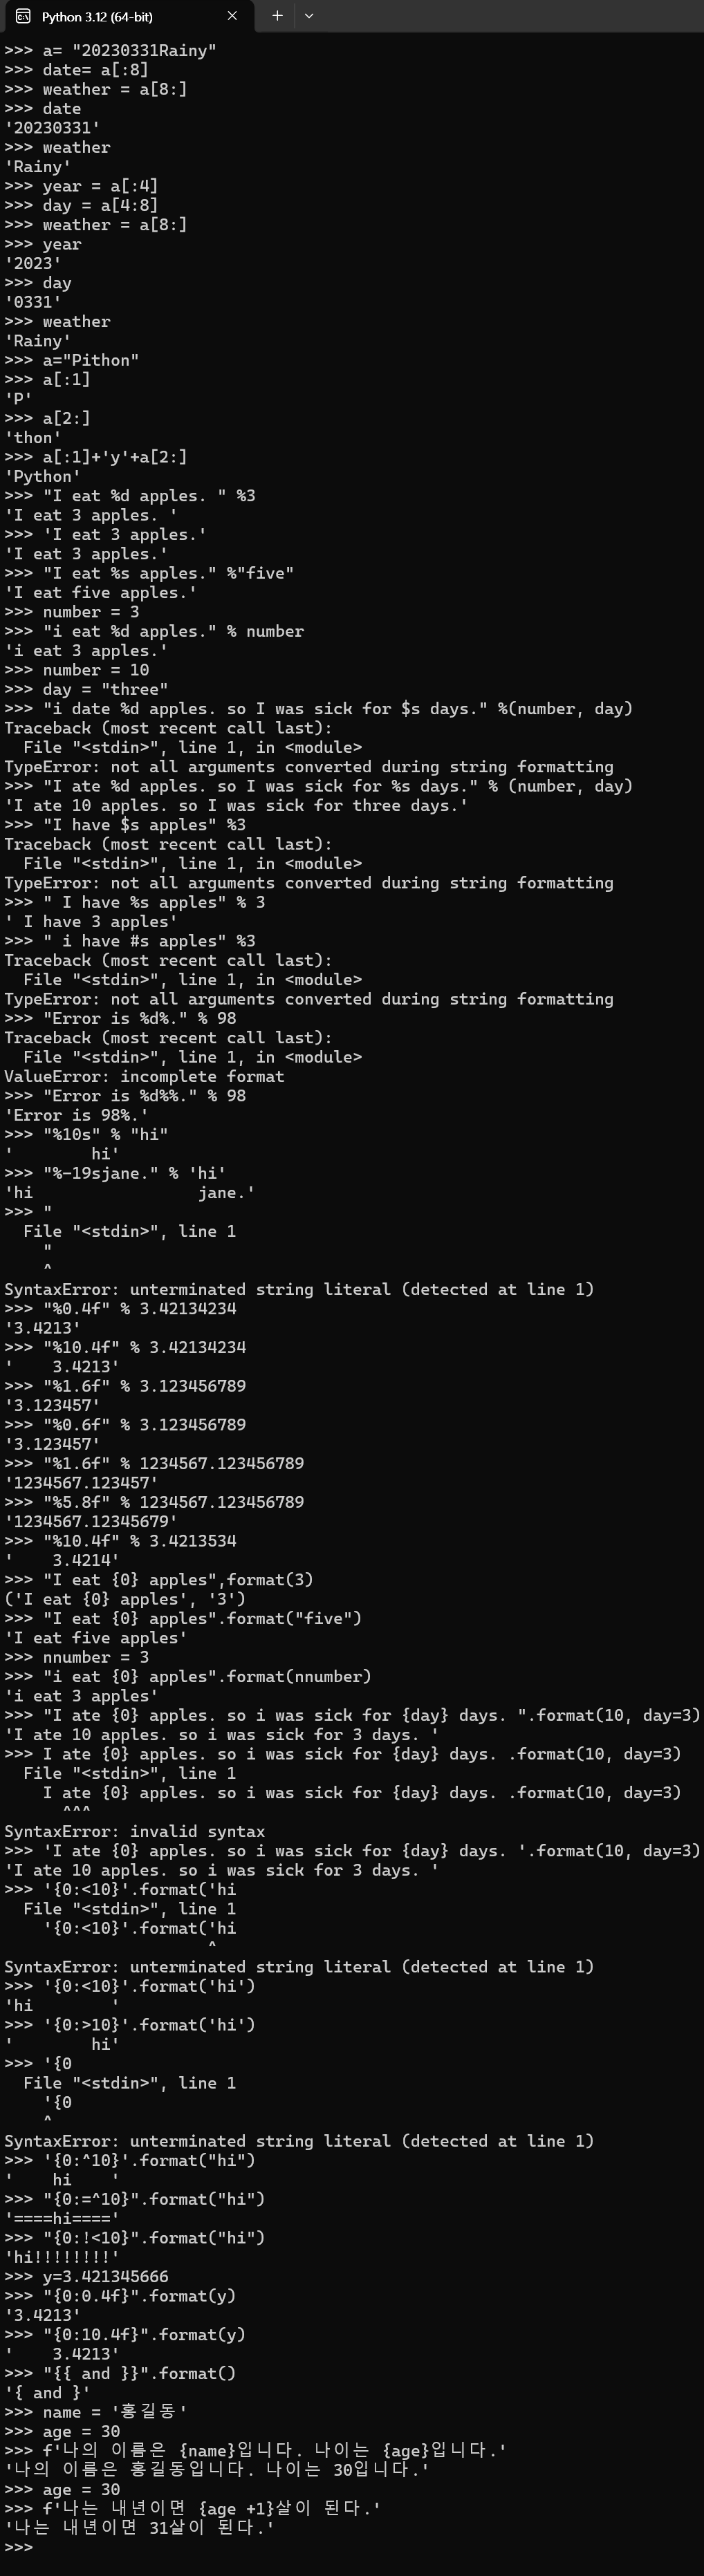 Python 3.12 (64-bit)
>>> a= "20230331Rainy"
>>> date= a[:8]
>>> weather = a[8:]
>>> date
'20230331'
>>> weather
'Rainy'
>>> year = a[:4]
>>> day = a[4:8]
>>> weather = a[8:]
>>> year
'2023'
>>> day
'0331'
>>> weather
'Rainy'
>>> a="Pithon"
>>> a[:1]
'P'
>>> a[2:]
'thon'
>>> a[:1]+'y'+a[2:]
'Python'
>>> "I eat %d apples. " %3
'I eat 3 apples. '
>>> 'I eat 3 apples.'
'I eat 3 apples.'
>>> "I eat %s apples." %"five"
'I eat five apples.'
>>> number = 3
>>> "i eat %d apples." % number
'i eat 3 apples.'
>>> number = 10
>>> day = "three"
>>> "i date %d apples. so I was sick for $s days." %(number, day)
Traceback (most recent call last):
  File "<stdin>", line 1, in <module>
TypeError: not all arguments converted during string formatting
>>> "I ate %d apples. so I was sick for %s days." % (number, day)
'I ate 10 apples. so I was sick for three days.'
>>> "I have $s apples" %3
Traceback (most recent call last):
  File "<stdin>", line 1, in <module>
TypeError: not all arguments converted during string formatting
>>> " I have %s apples" % 3
' I have 3 apples'
>>> " i have #s apples" %3
Traceback (most recent call last):
  File "<stdin>", line 1, in <module>
TypeError: not all arguments converted during string formatting
>>> "Error is %d%." % 98
Traceback (most recent call last):
  File "<stdin>", line 1, in <module>
ValueError: incomplete format
>>> "Error is %d%%." % 98
'Error is 98%.'
>>> "%10s" % "hi"
'        hi'
>>> "%-19sjane." % 'hi'
'hi                 jane.'
>>> "
  File "<stdin>", line 1
    "
    ^
SyntaxError: unterminated string literal (detected at line 1)
>>> "%0.4f" % 3.42134234
'3.4213'
>>> "%10.4f" % 3.42134234
'    3.4213'
>>> "%1.6f" % 3.123456789
'3.123457'
>>> "%0.6f" % 3.123456789
'3.123457'
>>> "%1.6f" % 1234567.123456789
'1234567.123457'
>>> "%5.8f" % 1234567.123456789
'1234567.12345679'
>>> "%10.4f" % 3.4213534
'    3.4214'
>>> "I eat {0} apples",format(3)
('I eat {0} apples', '3')
>>> "I eat {0} apples".format("five")
'I eat five apples'
>>> nnumber = 3
>>> "i eat {0} apples".format(nnumber)
'i eat 3 apples'
>>> "I ate {0} apples. so i was sick for {day} days. ".format(10, day=3)
'I ate 10 apples. so i was sick for 3 days. '
>>> I ate {0} apples. so i was sick for {day} days. .format(10, day=3)
  File "<stdin>", line 1
    I ate {0} apples. so i was sick for {day} days. .format(10, day=3)
      ^^^
SyntaxError: invalid syntax
>>> 'I ate {0} apples. so i was sick for {day} days. '.format(10, day=3)
'I ate 10 apples. so i was sick for 3 days. '
>>> '{0:<10}'.format('hi
  File "<stdin>", line 1
    '{0:<10}'.format('hi
                     ^
SyntaxError: unterminated string literal (detected at line 1)
>>> '{0:<10}'.format('hi')
'hi        '
>>> '{0:>10}'.format('hi')
'        hi'
>>> '{0
  File "<stdin>", line 1
    '{0
    ^
SyntaxError: unterminated string literal (detected at line 1)
>>> '{0:^10}'.format("hi")
'    hi    '
>>> "{0:=^10}".format("hi")
'====hi===='
>>> "{0:!<10}".format("hi")
'hi!!!!!!!!'
>>> y=3.421345666
>>> "{0:0.4f}".format(y)
'3.4213'
>>> "{0:10.4f}".format(y)
'    3.4213'
>>> "{{ and }}".format()
'{ and }'
>>> name = '홍길동'
>>> age = 30
>>> f'나의 이름은 {name}입니다. 나이는 {age}입니다.'
'나의 이름은 홍길동입니다. 나이는 30입니다.'
>>> age = 30
>>> f'나는 내년이면 {age +1}살이 된다.'
'나는 내년이면 31살이 된다.'
>>>